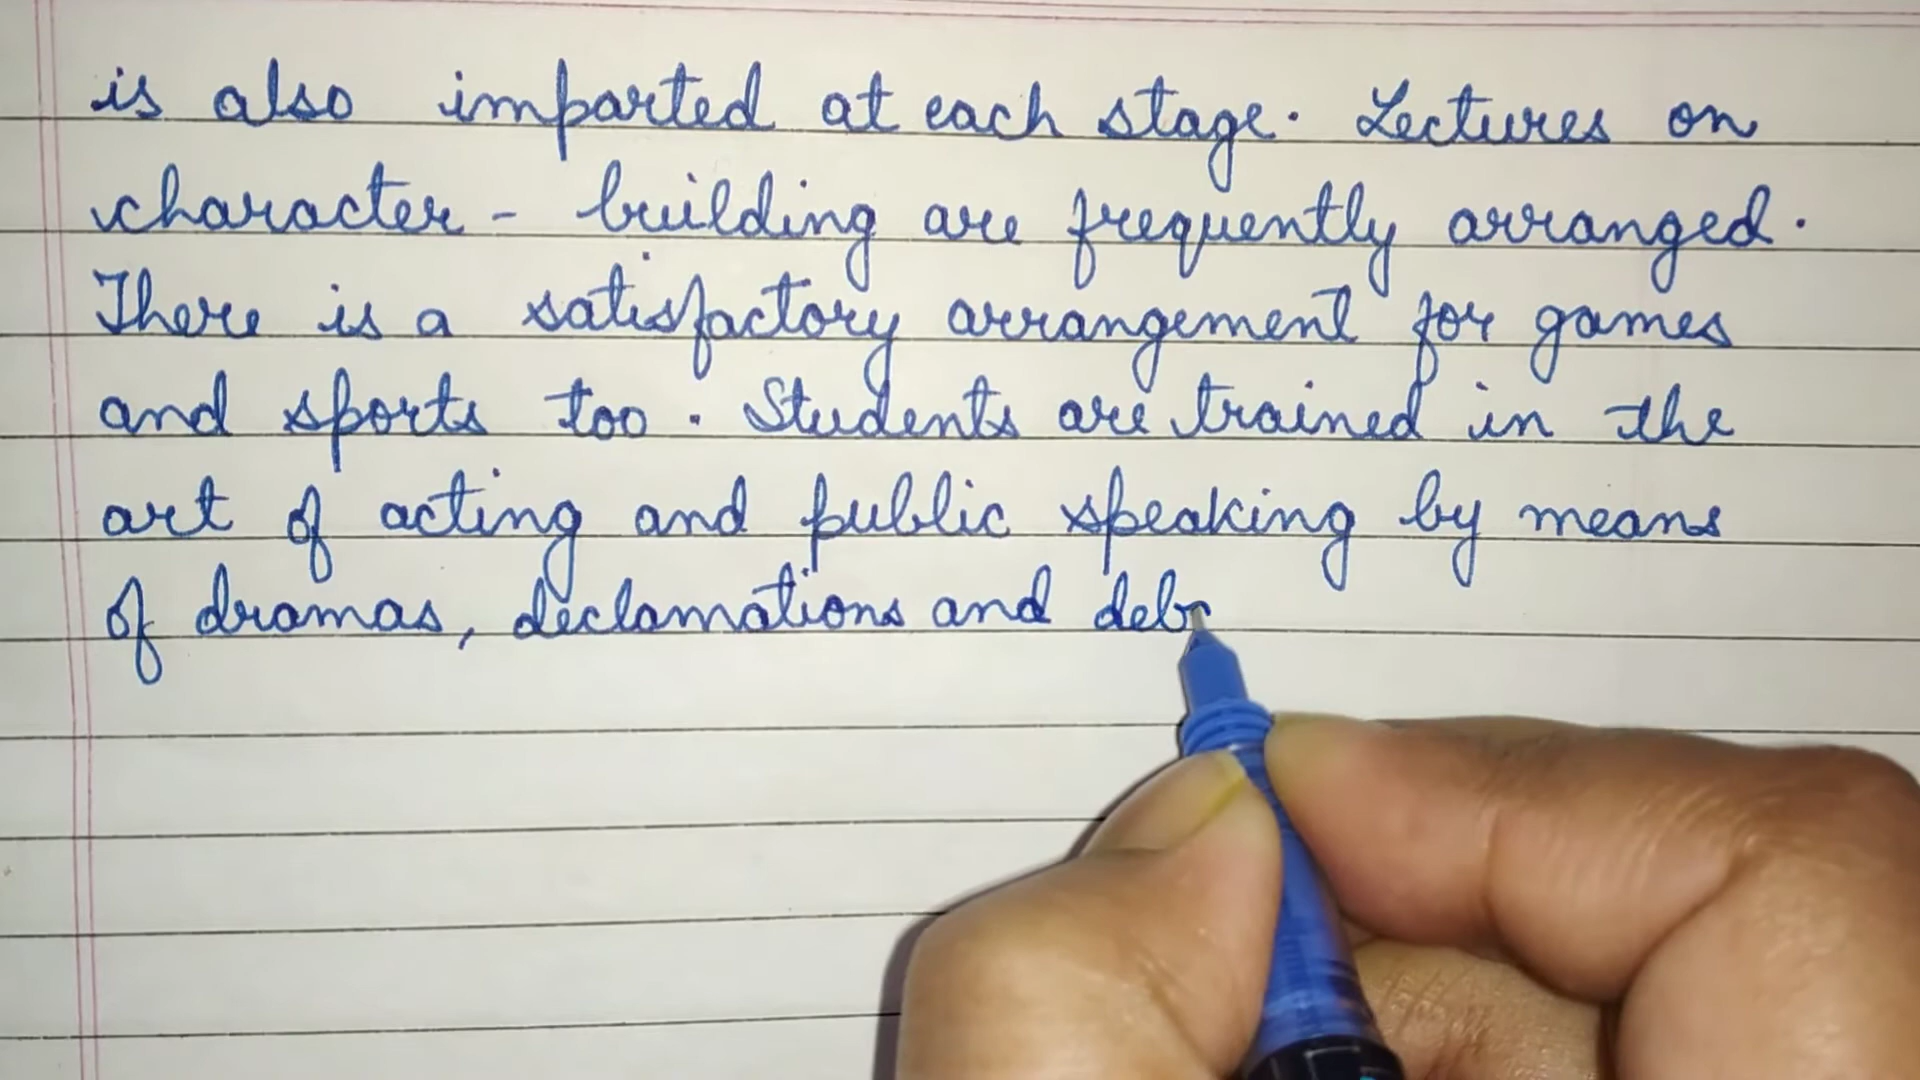 is also imparted at each stage. Lectures on
character - building are frequently arranged.
There is a satisfactory arrangement for games
and sports too. Students are trained in the
art of acting and public speaking by means
of dramas, declamations and deb